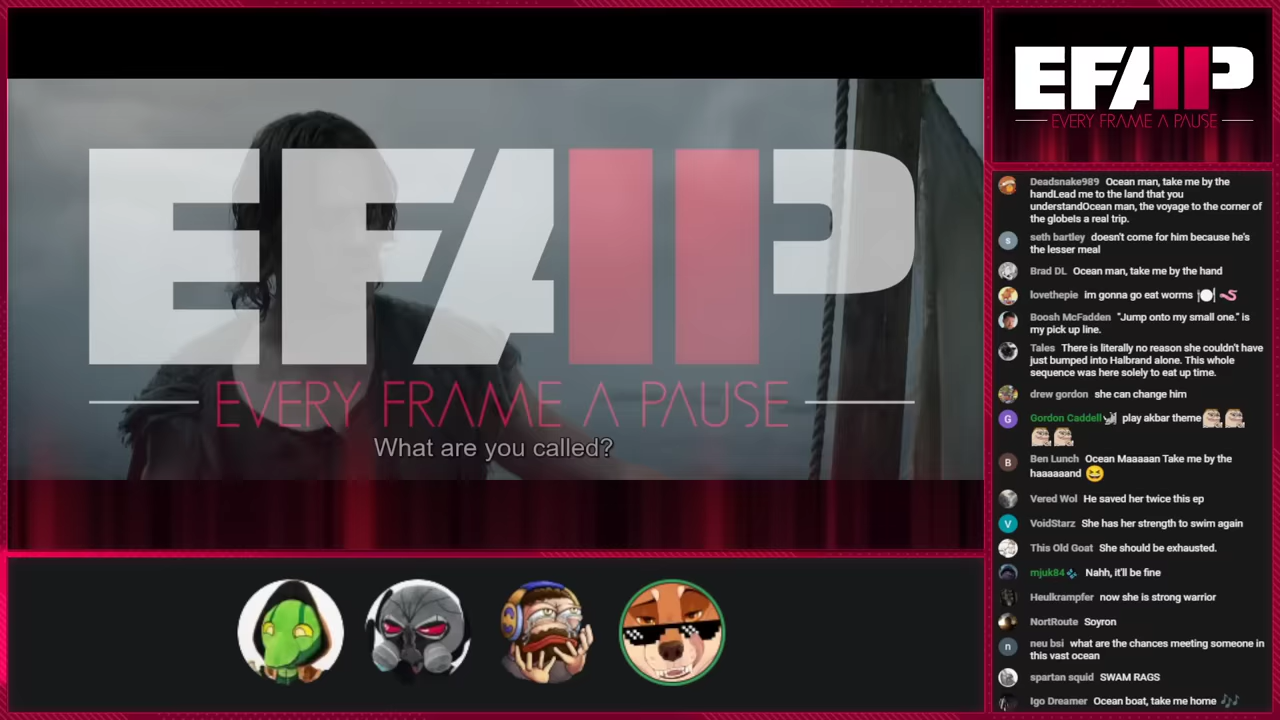 EFAP
EVERY FRAME A PAUSE
What are you called?
EFAP
EVERY FRAME A PAUSE
Deadsnake989 Ocean man, take me by the
handLead me to the land that you
understandOcean man, the voyage to the corner of
the globeIs a real trip.
seth bartley doesn't come for him because he's
the lesser meal
Brad DL Ocean man, take me by the hand
lovethepie im gonna go eat worms 🍽️ 🪱
Boosh McFadden "Jump onto my small one." is
my pick up line.
Tales There is literally no reason she couldn't have
just bumped into Halbrand alone. This whole
sequence was here solely to eat up time.
drew gordon she can change him
G Gordon Caddell play akbar theme
B Ben Lunch Ocean Maaaaan Take me by the
haaaaaand 😆
Vered Wol He saved her twice this ep
V VoidStarz She has her strength to swim again
This Old Goat She should be exhausted.
mjuk84 Nahh, it'll be fine
Heulkrampfer now she is strong warrior
NortRoute Soyron
n neu bsi what are the chances meeting someone in
this vast ocean
spartan squid SWAM RAGS
Igo Dreamer Ocean boat, take me home 🎶